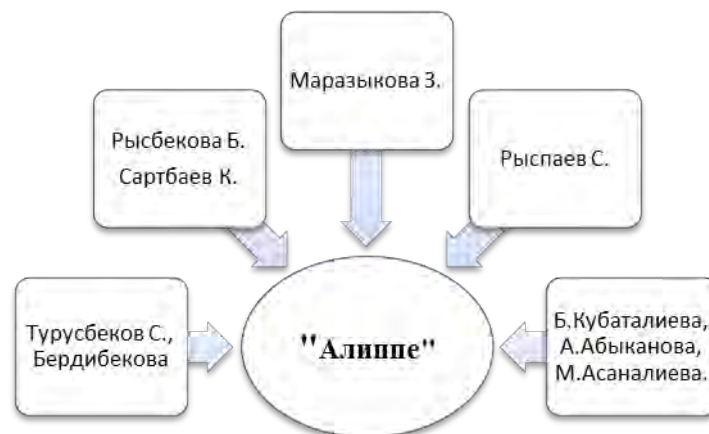 Маразыкова З.
Рысбекова Б.
Сартбаев К.
Рыспаев С.
Турусбеков С.,
Бердибекова
"Алиппе"
Б.Кубаталиева,
А.Абыканова,
М.Асаналиева.